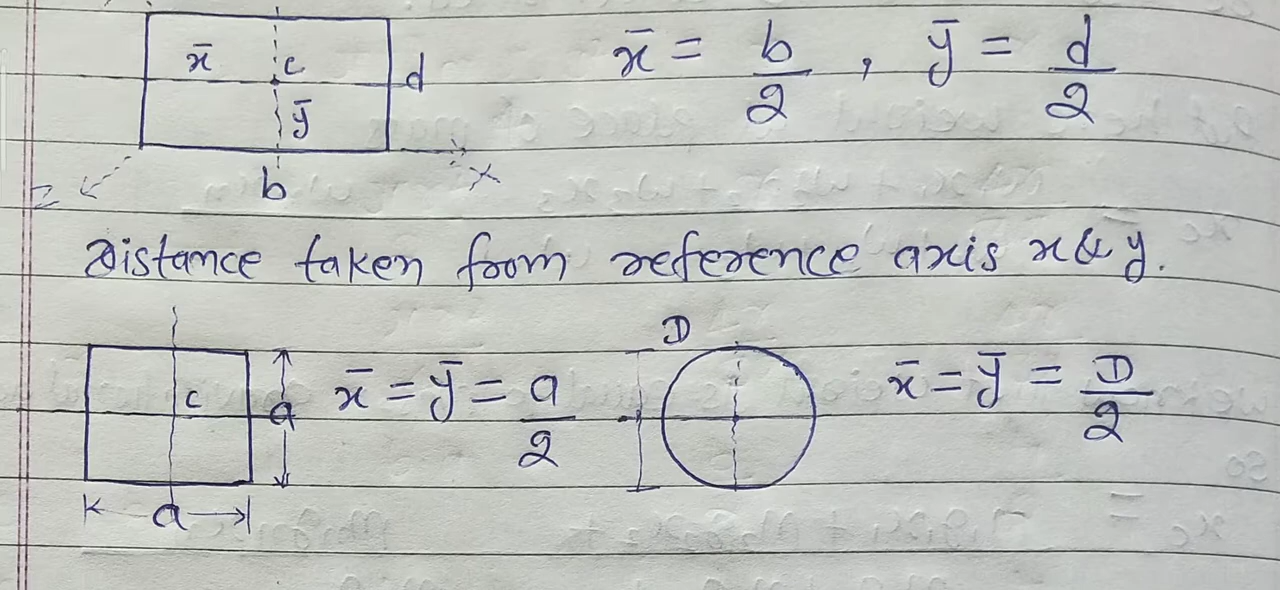 x̄ c d x̄ = b/2 , ȳ = d/2
ȳ
z b x
Distance taken from reference axis x & y.
D
c a x̄ = ȳ = a/2 x̄ = ȳ = D/2
a